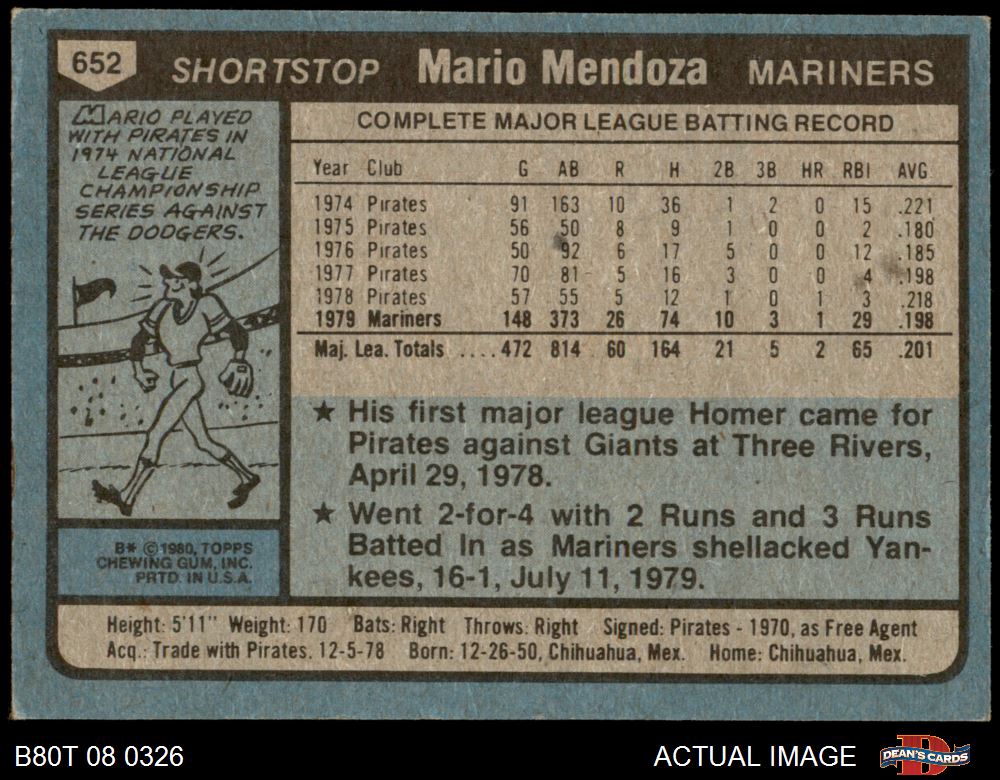 652 SHORTSTOP Mario Mendoza MARINERS
MARIO PLAYED
WITH PIRATES IN
1974 NATIONAL
LEAGUE
CHAMPIONSHIP
SERIES AGAINST
THE DODGERS.
COMPLETE MAJOR LEAGUE BATTING RECORD
Year Club G AB R H 2B 3B HR RBI AVG
1974 Pirates 91 163 10 36 1 2 0 15 .221
1975 Pirates 56 50 8 9 1 0 0 2 .180
1976 Pirates 50 92 6 17 5 0 0 12 .185
1977 Pirates 70 81 5 16 3 0 0 4 .198
1978 Pirates 57 55 5 12 1 0 1 3 .218
1979 Mariners 148 373 26 74 10 3 1 29 .198
Maj. Lea. Totals .... 472 814 60 164 21 5 2 65 .201
★ His first major league Homer came for
Pirates against Giants at Three Rivers,
April 29, 1978.
★ Went 2-for-4 with 2 Runs and 3 Runs
Batted In as Mariners shellacked Yan-
kees, 16-1, July 11, 1979.
B* ©1980, TOPPS
CHEWING GUM, INC.
PRTD. IN U.S.A.
Height: 5'11" Weight: 170 Bats: Right Throws: Right Signed: Pirates - 1970, as Free Agent
Acq.: Trade with Pirates. 12-5-78 Born: 12-26-50, Chihuahua, Mex. Home: Chihuahua, Mex.
B80T 08 0326 ACTUAL IMAGE DEAN'S CARDS